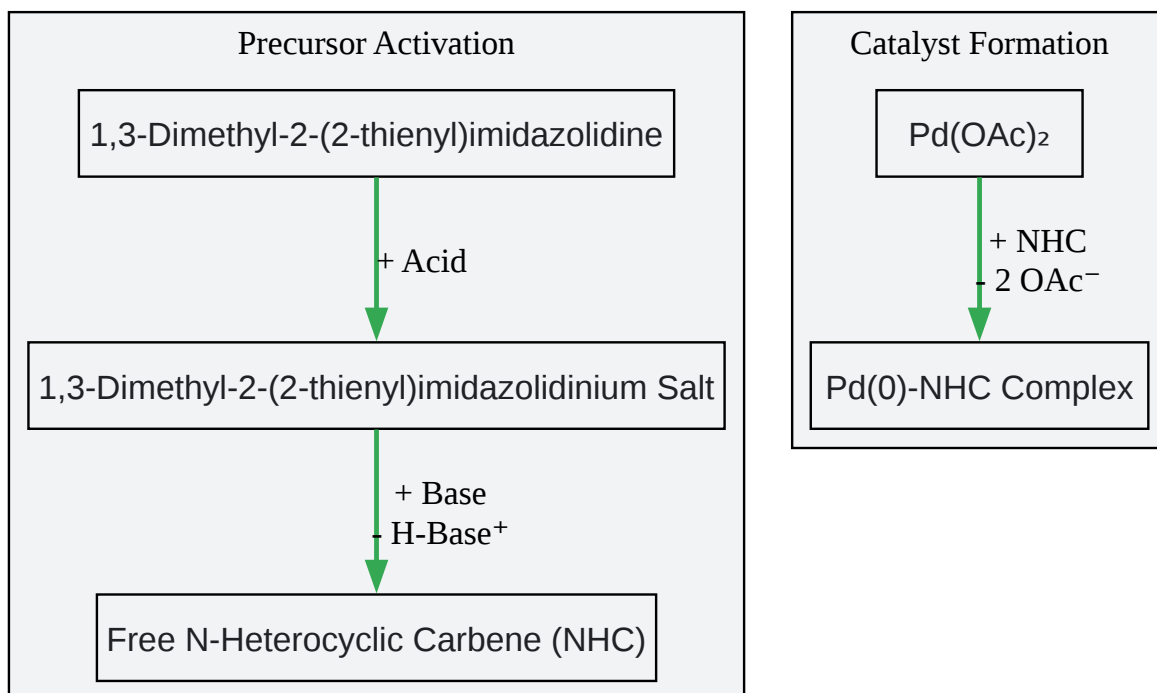 Precursor Activation
1,3-Dimethyl-2-(2-thienyl)imidazolidine
+ Acid
1,3-Dimethyl-2-(2-thienyl)imidazolidinium Salt
+ Base
- H-Base⁺
Free N-Heterocyclic Carbene (NHC)
Catalyst Formation
Pd(OAc)₂
+ NHC
- 2 OAc⁻
Pd(0)-NHC Complex